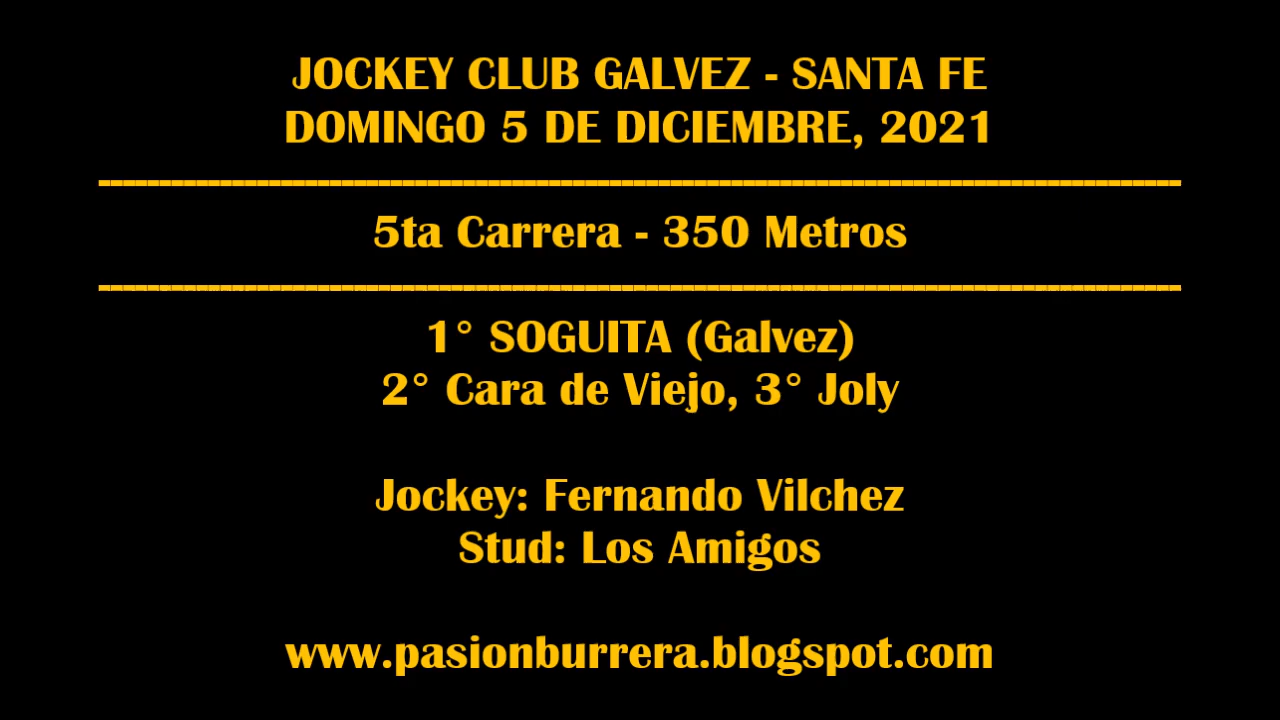 JOCKEY CLUB GALVEZ - SANTA FE
DOMINGO 5 DE DICIEMBRE, 2021
5ta Carrera - 350 Metros
1° SOGUITA (Galvez)
2° Cara de Viejo, 3° Joly
Jockey: Fernando Vilchez
Stud: Los Amigos
www.pasionburrera.blogspot.com